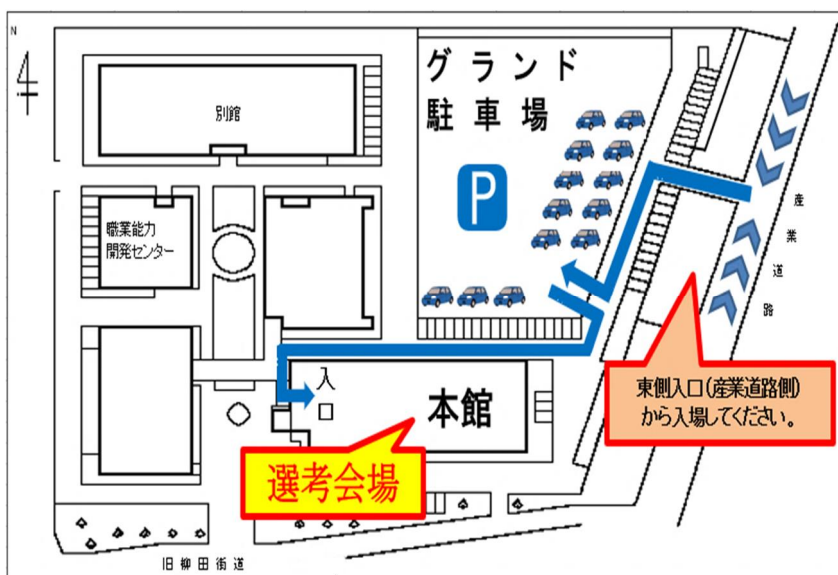 N
グランド
駐車場
別館
P
職業能力
開発センター
産業道路
東側入口(産業道路側)
から入場してください。
入口
本館
選考会場
旧柳田街道